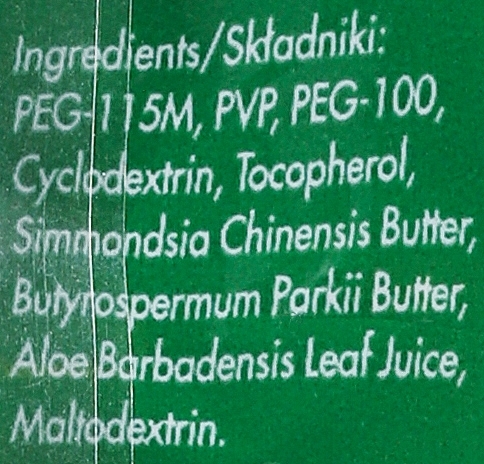 Ingredients/Składniki:
PEG-115M, PVP, PEG-100,
Cyclodextrin, Tocopherol,
Simmondsia Chinensis Butter,
Butyrospermum Parkii Butter,
Aloe Barbadensis Leaf Juice,
Maltodextrin.